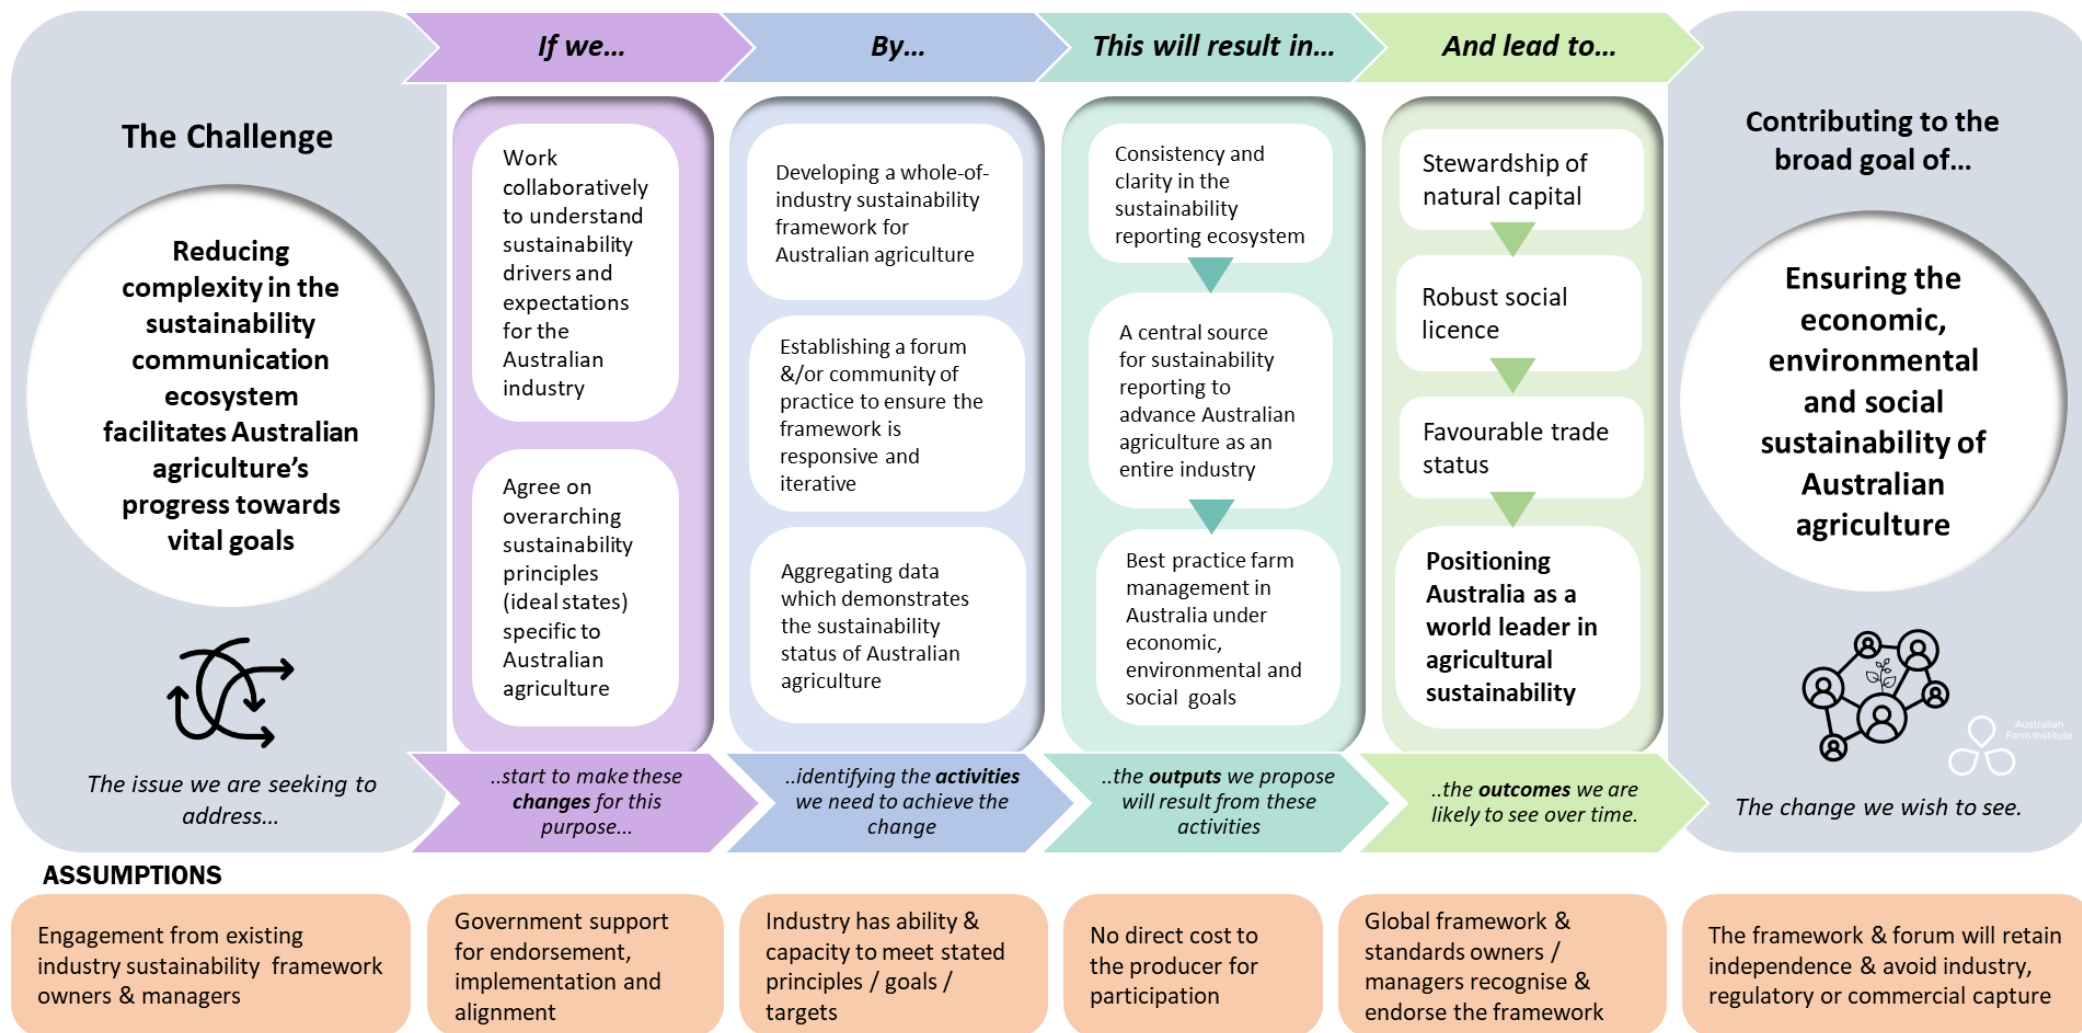 If we...
By...
This will result in...
And lead to...
The Challenge
Reducing
complexity in the
sustainability
communication
ecosystem
facilitates Australian
agriculture's
progress towards
vital goals
The issue we are seeking to
address...
Work
collaboratively
to understand
sustainability
drivers and
expectations
for the
Australian
industry
Agree on
overarching
sustainability
principles
(ideal states)
specific to
Australian
agriculture
..start to make these
changes for this
purpose...
Developing a whole-of-
industry sustainability
framework for
Australian agriculture
Establishing a forum
&/or community of
practice to ensure the
framework is
responsive and
iterative
Aggregating data
which demonstrates
the sustainability
status of Australian
agriculture
..identifying the activities
we need to achieve the
change
Consistency and
clarity in the
sustainability
reporting ecosystem
A central source
for sustainability
reporting to
advance Australian
agriculture as an
entire industry
Best practice farm
management in
Australia under
economic,
environmental and
social goals
..the outputs we propose
will result from these
activities
Stewardship of
natural capital
Robust social
licence
Favourable trade
status
Positioning
Australia as a
world leader in
agricultural
sustainability
..the outcomes we are
likely to see over time.
Contributing to the
broad goal of...
Ensuring the
economic,
environmental
and social
sustainability of
Australian
agriculture
Australian
Farm Institute
The change we wish to see.
ASSUMPTIONS
Engagement from existing
industry sustainability framework
owners & managers
Government support
for endorsement,
implementation and
alignment
Industry has ability &
capacity to meet stated
principles / goals /
targets
No direct cost to
the producer for
participation
Global framework &
standards owners /
managers recognise &
endorse the framework
The framework & forum will retain
independence & avoid industry,
regulatory or commercial capture